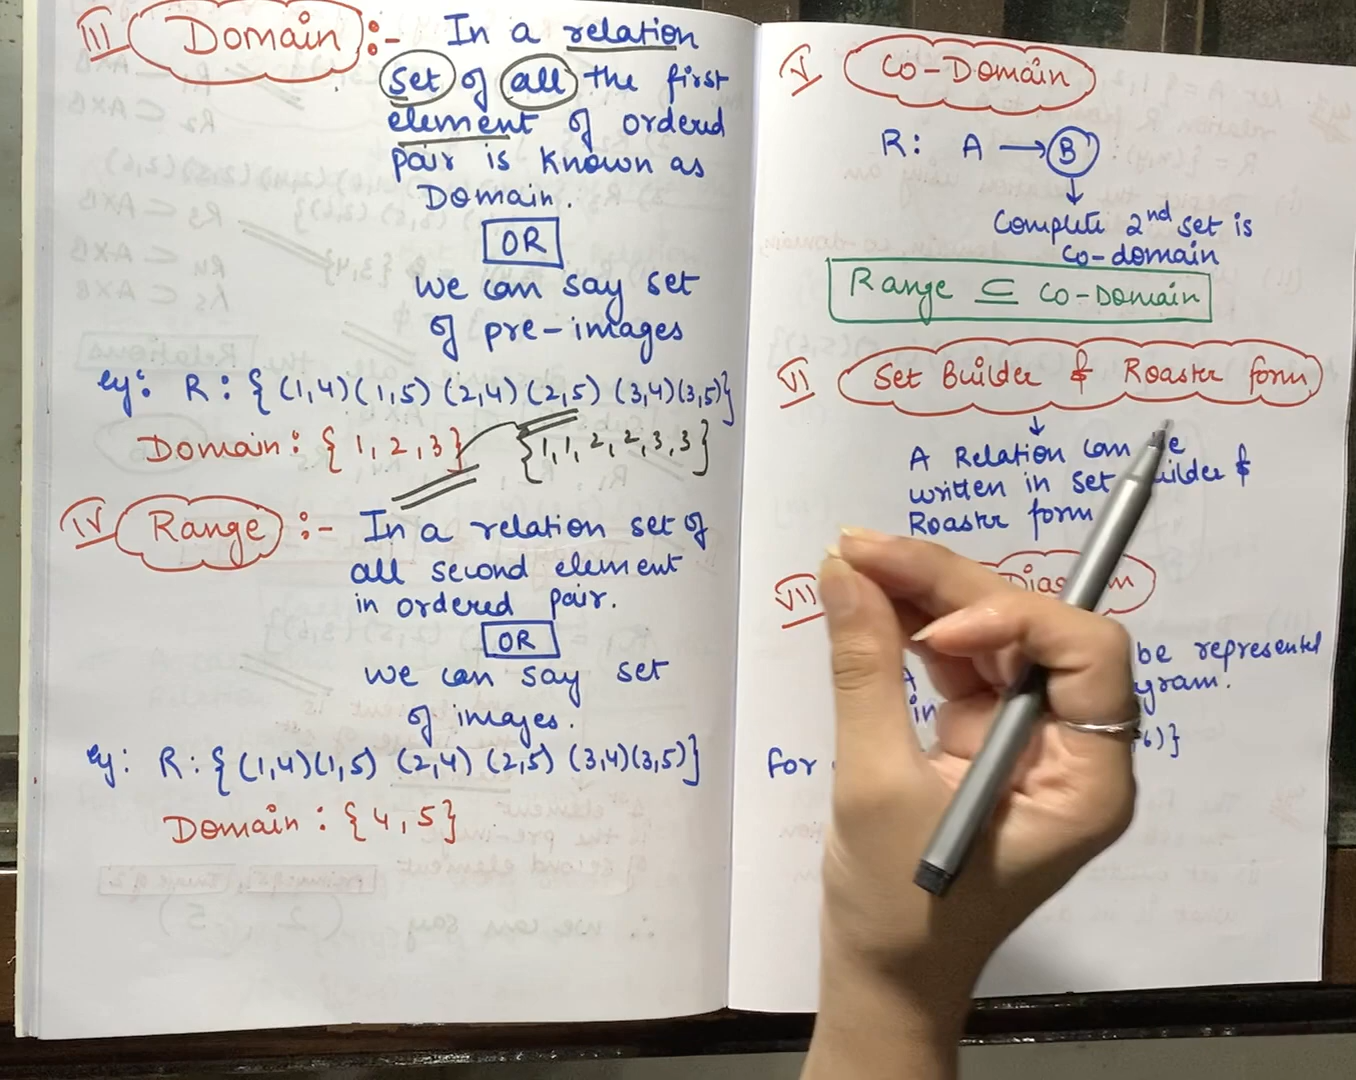 III Domain :- In a relation
set of all the first
element of ordered
pair is known as
Domain.
OR
we can say set
of pre-images
eg: R : { (1,4) (1,5) (2,4) (2,5) (3,4) (3,5)}
Domain : { 1, 2, 3 } {1, 1, 2, 2, 3, 3}
IV Range :- In a relation set of
all second element
in ordered pair.
OR
we can say set
of images.
eg: R : { (1,4) (1,5) (2,4) (2,5) (3,4) (3,5)}
Domain : { 4, 5 }
V Co-Domain
R: A → B
Complete 2nd set is
Co-domain
Range ⊆ Co-Domain
VI Set Builder & Roaster form
A Relation can
written in set &
Roaster form
VII
be represented
A
in
6)}
For